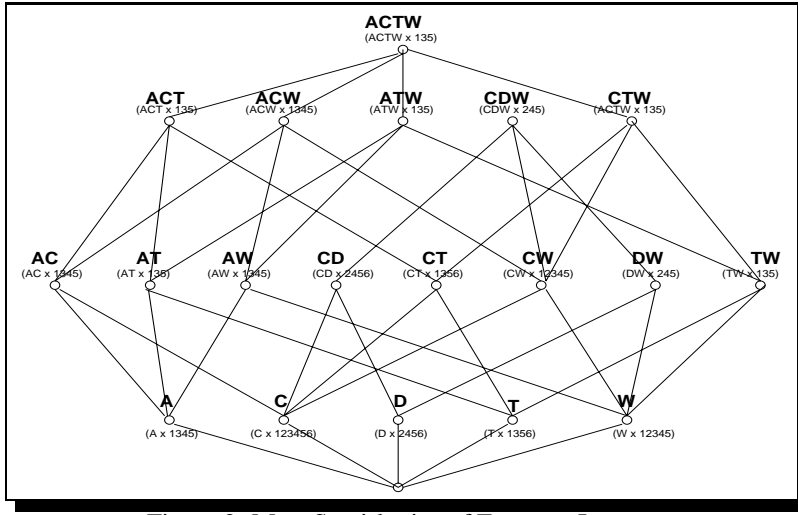 ACTW
(ACTW x 135)
ACT ACW ATW CDW CTW
(ACT x 135) (ACW x 1345) (ATW x 135) (CDW x 245) (ACTW x 135)
AC AT AW CD CT CW DW TW
(AC x 1345) (AT x 135) (AW x 1345) (CD x 2456) (CT x 1356) (CW x 12345) (DW x 245) (TW x 135)
A C D T W
(A x 1345) (C x 123456) (D x 2456) (T x 1356) (W x 12345)